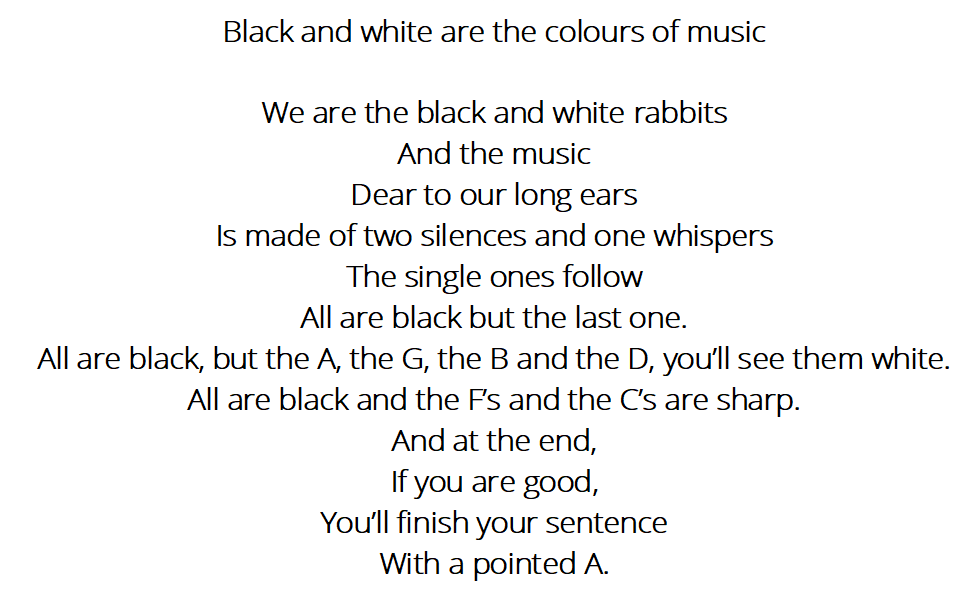 Black and white are the colours of music
We are the black and white rabbits
And the music
Dear to our long ears
Is made of two silences and one whispers
The single ones follow
All are black but the last one.
All are black, but the A, the G, the B and the D, you’ll see them white.
All are black and the F’s and the C’s are sharp.
And at the end,
If you are good,
You’ll finish your sentence
With a pointed A.